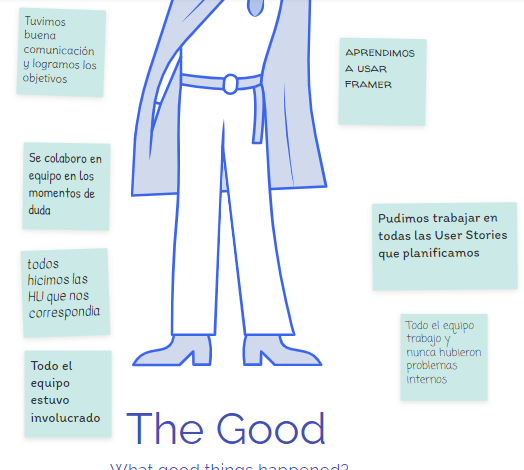 Tuvimos
buena
comunicación
y logramos los
objetivos
APRENDIMOS
A USAR
FRAMER
Se colaboro en
equipo en los
momentos de
duda
Pudimos trabajar en
todas las User Stories
que planificamos
todos
hicimos las
HU que nos
correspondia
Todo el equipo
trabajo y
nunca hubieron
problemas
internos
Todo el
equipo
estuvo
involucrado
The Good
What good things happened?